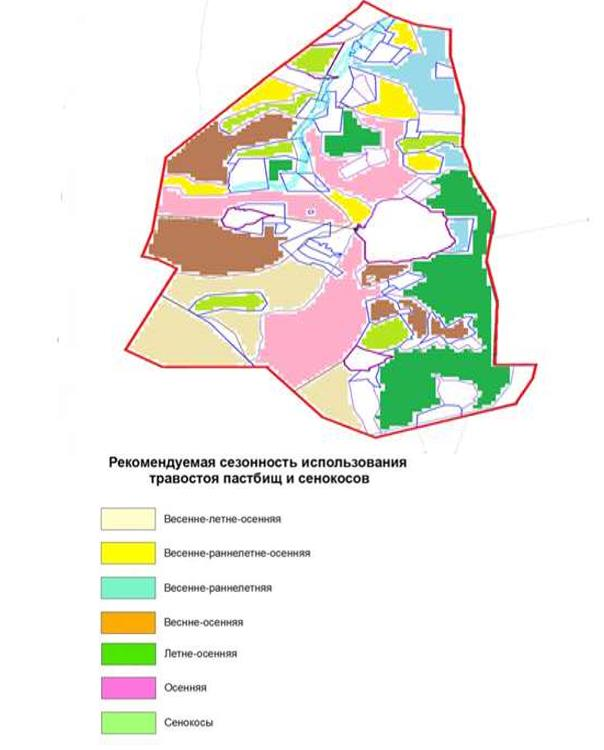 Рекомендуемая сезонность использования
травостоя пастбищ и сенокосов
Весенне-летне-осенняя
Весенне-раннелетне-осенняя
Весенне-раннелетняя
Веснне-осенняя
Летне-осенняя
Осенняя
Сенокосы